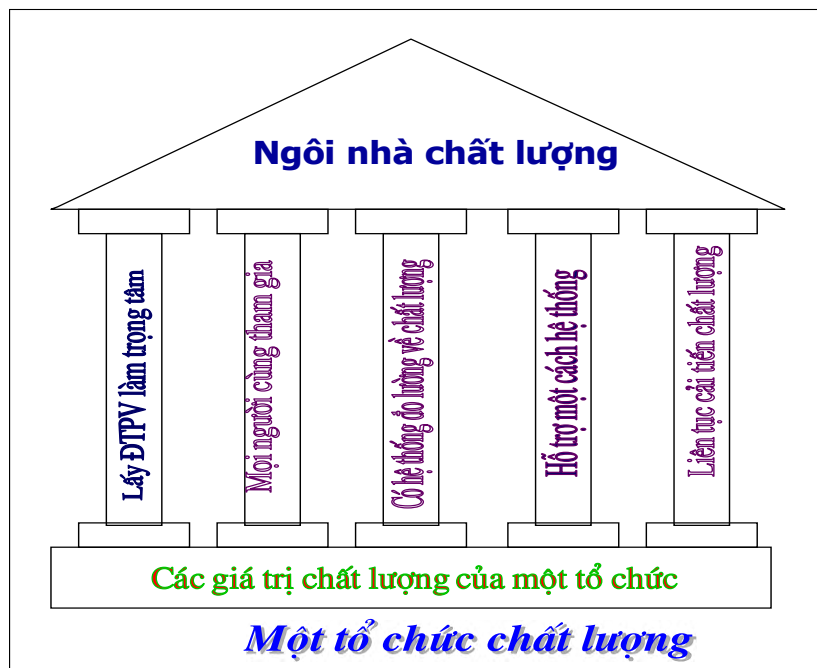 Ngôi nhà chất lượng
Lấy ĐTPV làm trọng tâm
Mọi người cùng tham gia
Có hệ thống đo lường về chất lượng
Hỗ trợ một cách hệ thống
Liên tục cải tiến chất lượng
Các giá trị chất lượng của một tổ chức
Một tổ chức chất lượng